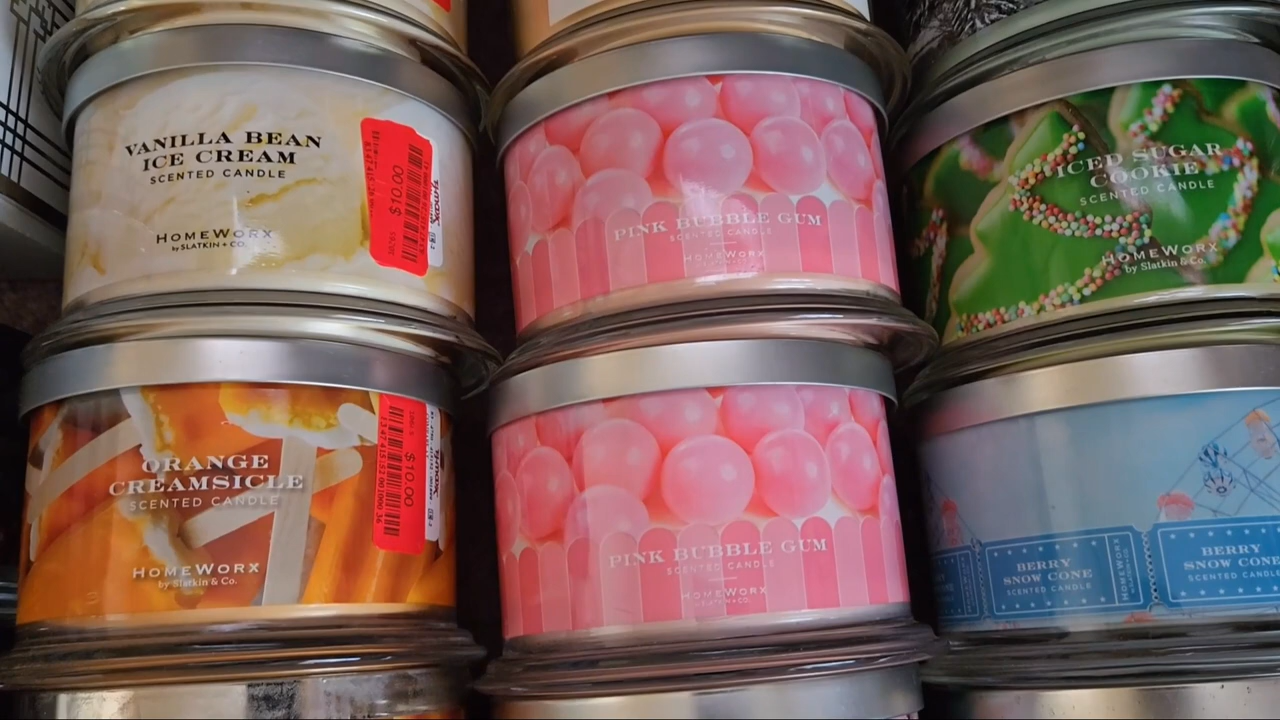 VANILLA BEAN
ICE CREAM
SCENTED CANDLE
HOMEWORX
by SLATKIN + CO.
$10.00
PINK BUBBLE GUM
SCENTED CANDLE
HOMEWORX
ICED SUGAR
COOKIE
SCENTED CANDLE
HOMEWORX
by Slatkin & Co.
ORANGE
CREAMSICLE
SCENTED CANDLE
HOMEWORX
by Slatkin & Co.
$10.00
PINK BUBBLE GUM
SCENTED CANDLE
HOMEWORX
BERRY
SNOW CONE
SCENTED CANDLE
HOMEWORX
BERRY
SNOW CONE
SCENTED CANDLE